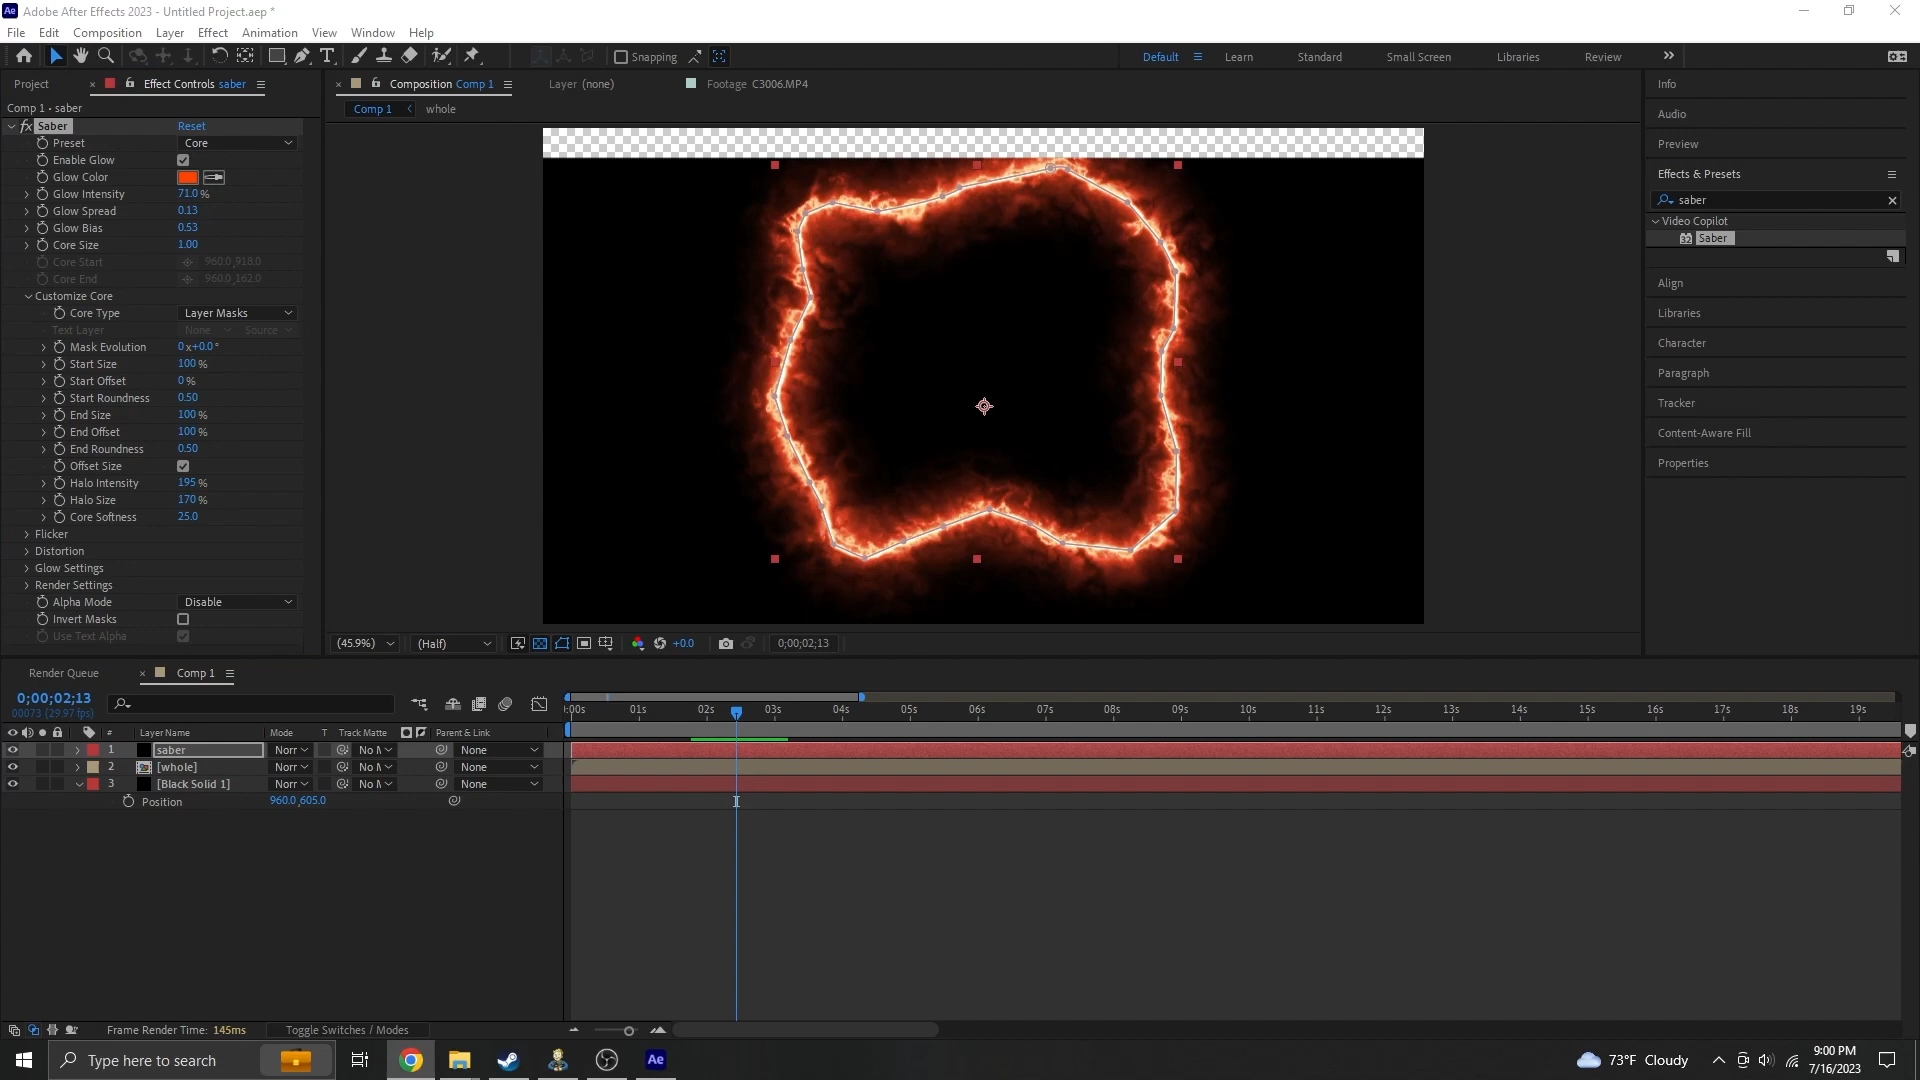 Ae Adobe After Effects 2023 - Untitled Project.aep *
File Edit Composition Layer Effect Animation View Window Help
Snapping Default Learn Standard Small Screen Libraries Review
Project Effect Controls saber
Comp 1 • saber
fx Saber Reset
Preset Core
Enable Glow
Glow Color
Glow Intensity 71.0 %
Glow Spread 0.13
Glow Bias 0.53
Core Size 1.00
Core Start 960.0,918.0
Core End 960.0,162.0
Customize Core
Core Type Layer Masks
Text Layer None Source
Mask Evolution 0x+0.0°
Start Size 100 %
Start Offset 0 %
Start Roundness 0.50
End Size 100 %
End Offset 100 %
End Roundness 0.50
Offset Size
Halo Intensity 195 %
Halo Size 170 %
Core Softness 25.0
Flicker
Distortion
Glow Settings
Render Settings
Alpha Mode Disable
Invert Masks
Use Text Alpha
Composition Comp 1 Layer (none) Footage C3006.MP4
Comp 1 whole
(45.9%) (Half) +0.0 0;00;02;13
Info
Audio
Preview
Effects & Presets
saber
Video Copilot
32 Saber
Align
Libraries
Character
Paragraph
Tracker
Content-Aware Fill
Properties
Render Queue Comp 1
0;00;02;13
00073 (29.97 fps)
:00s 01s 02s 03s 04s 05s 06s 07s 08s 09s 10s 11s 12s 13s 14s 15s 16s 17s 18s 19s
# Layer Name Mode T Track Matte Parent & Link
1 saber Norr No M None
2 [whole] Norr No M None
3 [Black Solid 1] Norr No M None
Position 960.0,605.0
Frame Render Time: 145ms Toggle Switches / Modes
Type here to search Ae 73°F Cloudy 9:00 PM
7/16/2023